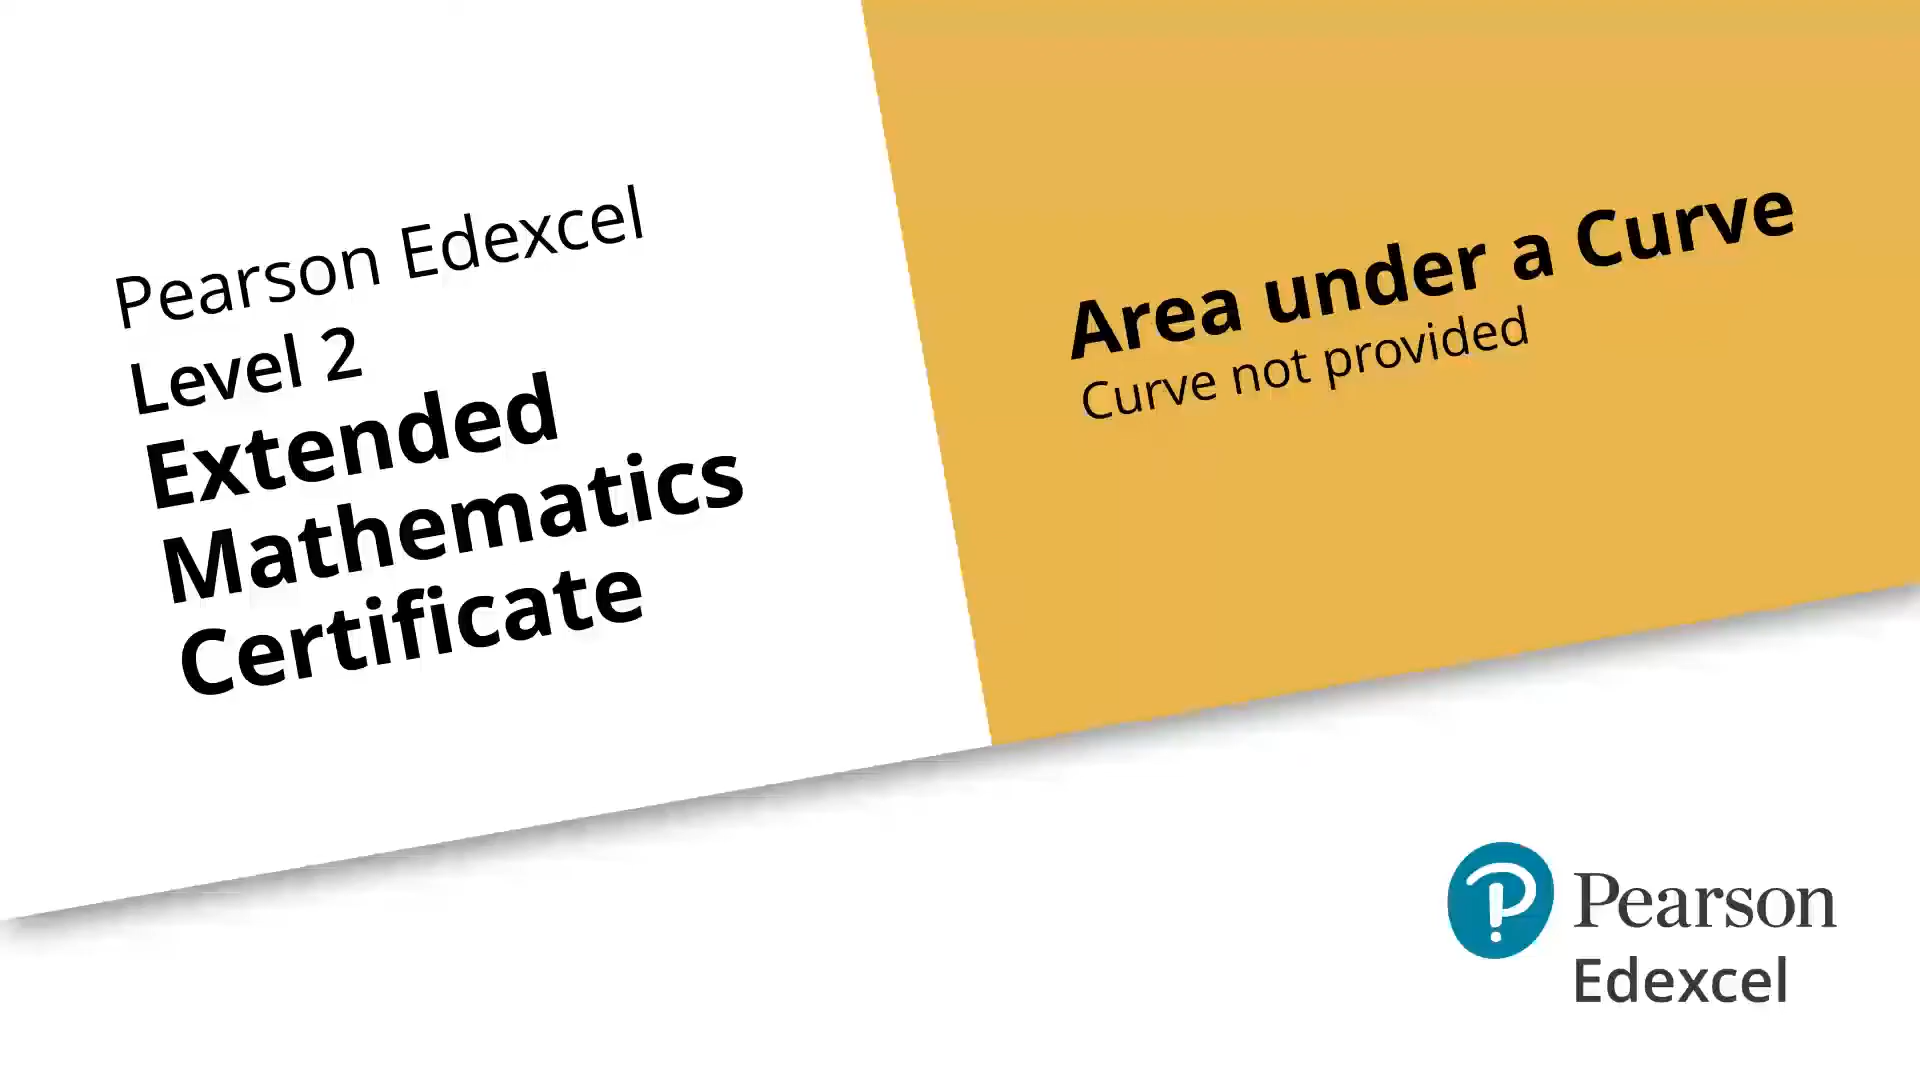 Pearson Edexcel
Level 2
Extended
Mathematics
Certificate
Area under a Curve
Curve not provided
Pearson
Edexcel